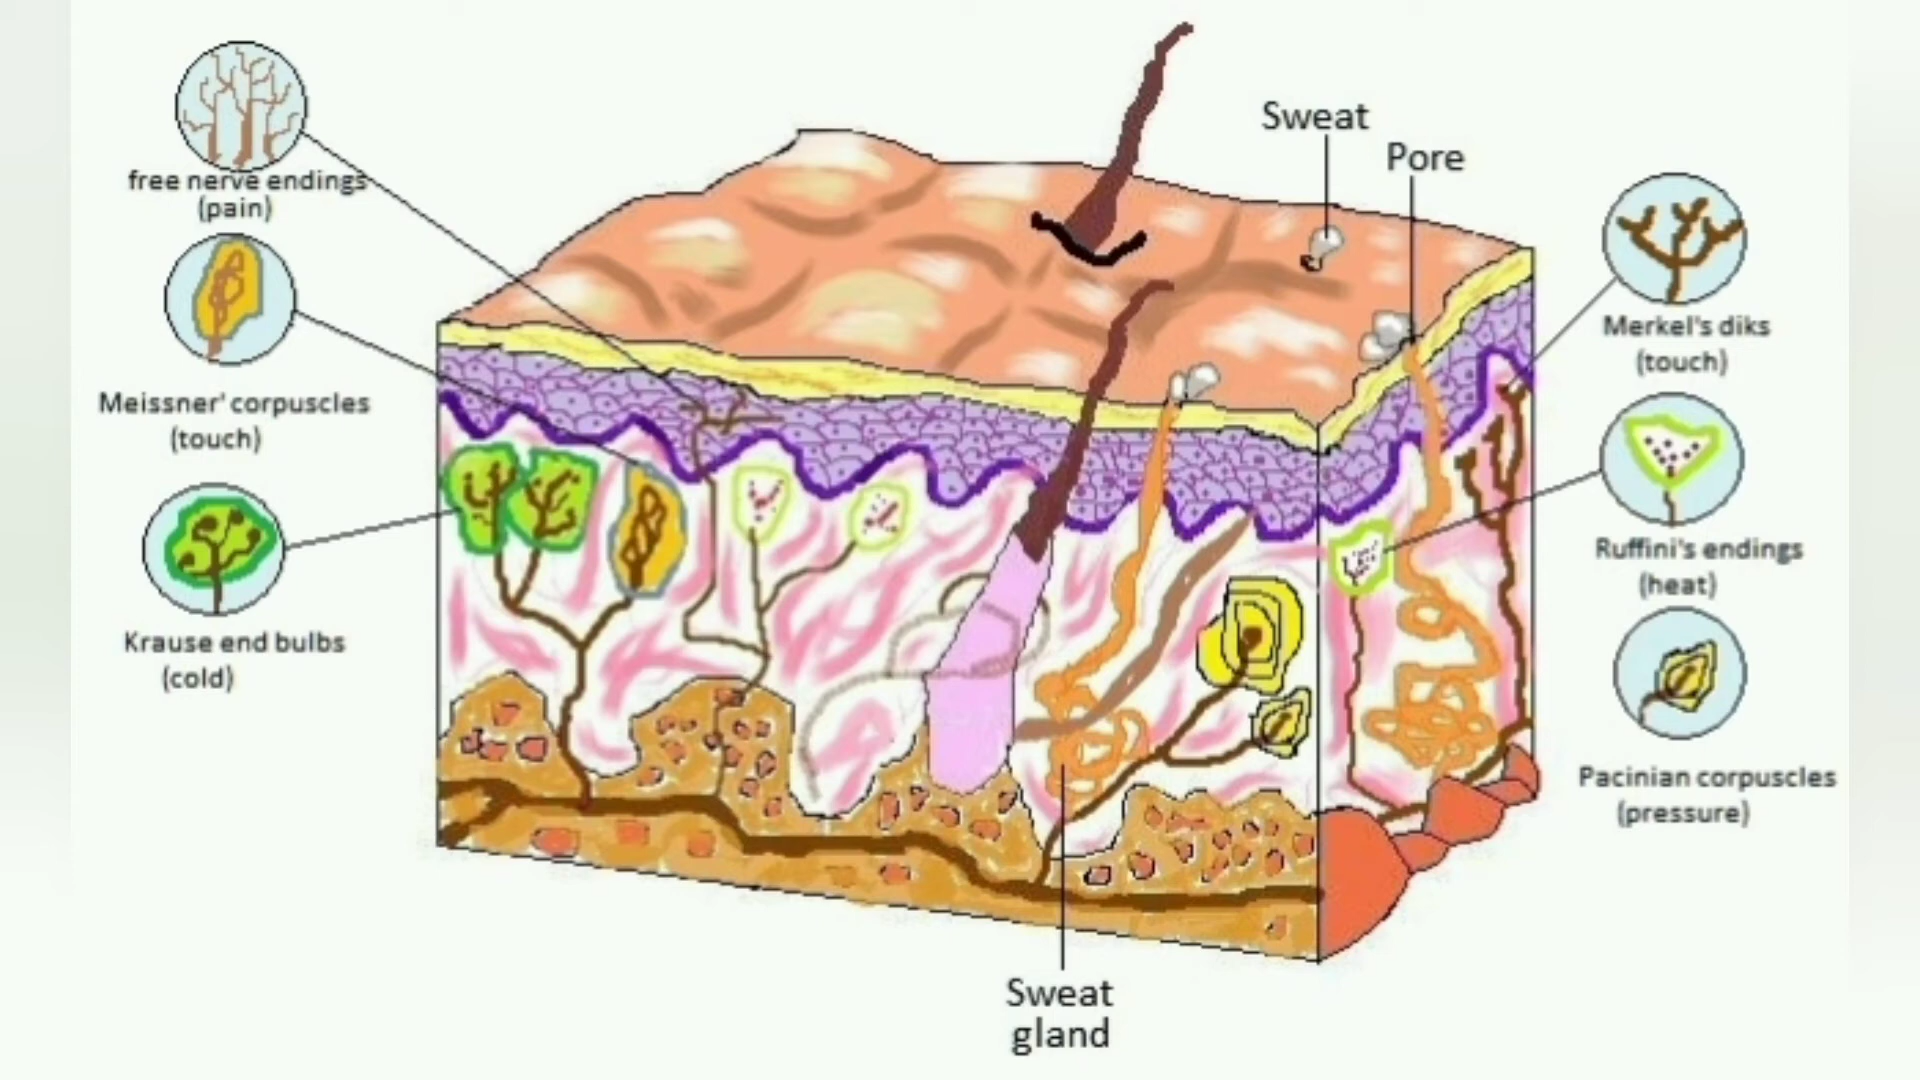 free nerve endings
(pain)
Meissner' corpuscles
(touch)
Krause end bulbs
(cold)
Sweat
Pore
Merkel's diks
(touch)
Ruffini's endings
(heat)
Pacinian corpuscles
(pressure)
Sweat
gland